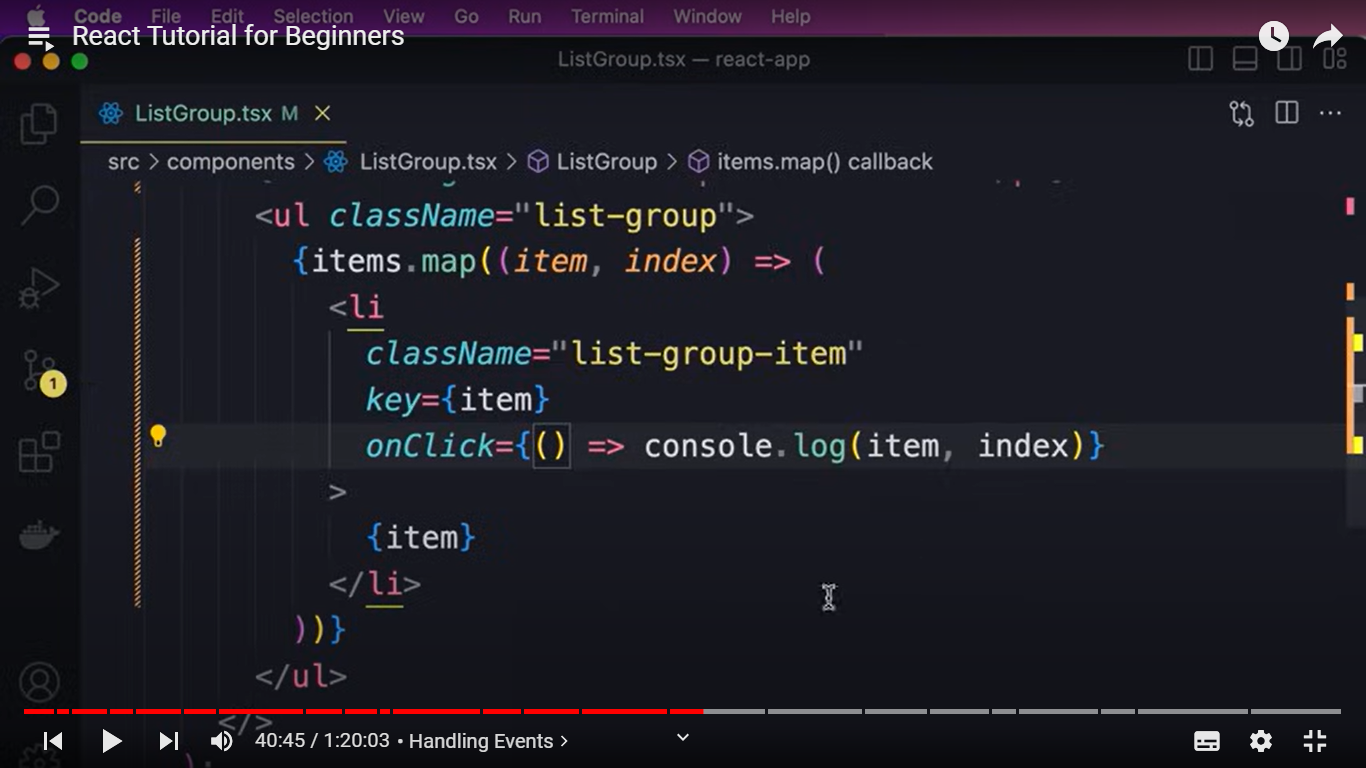 Code File Edit Selection View Go Run Terminal Window Help
React Tutorial for Beginners
ListGroup.tsx — react-app
ListGroup.tsx M
src > components > ListGroup.tsx > ListGroup > items.map() callback
<ul className="list-group">
{items.map((item, index) => (
<li
className="list-group-item"
key={item}
onClick={() => console.log(item, index)}
1
>
{item}
</li>
))}
</ul>
</>
40:45 / 1:20:03 • Handling Events >
);